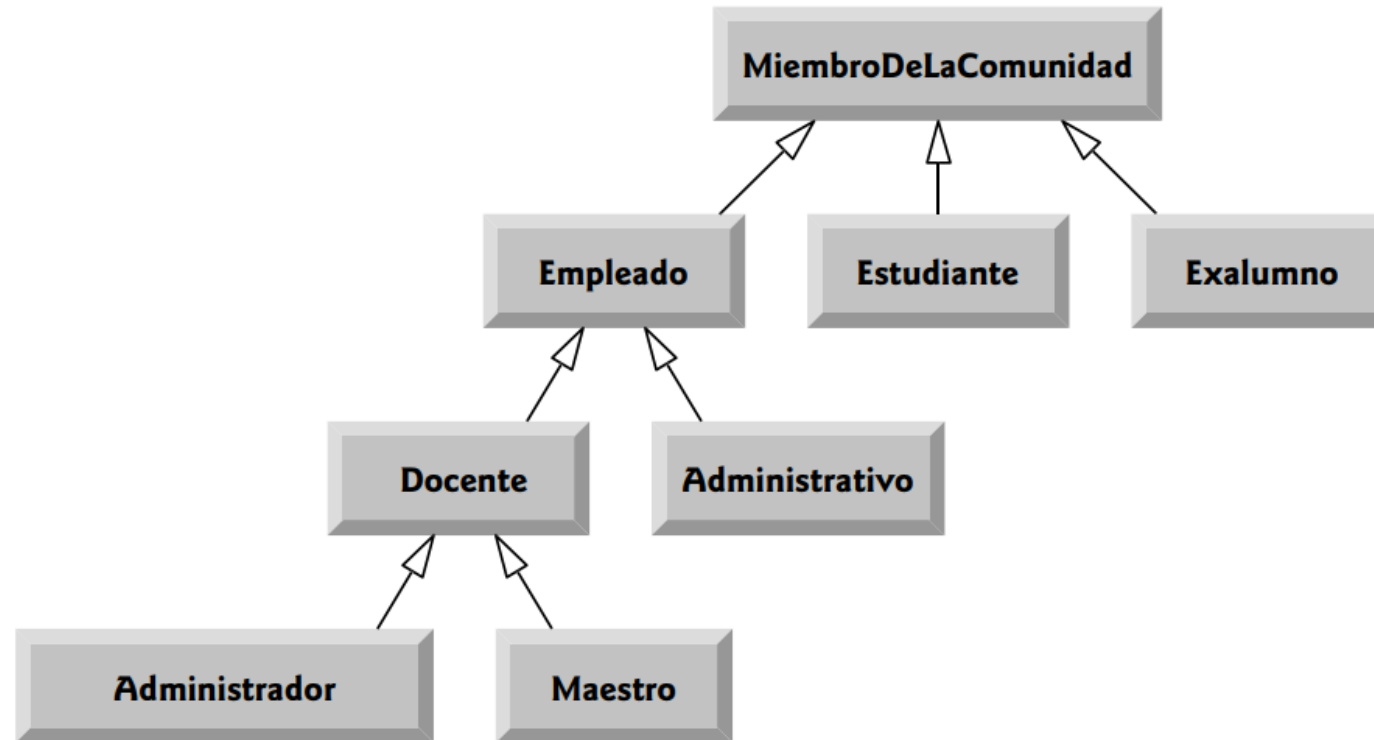 MiembroDeLaComunidad
Empleado
Estudiante
Exalumno
Docente
Administrativo
Administrador
Maestro